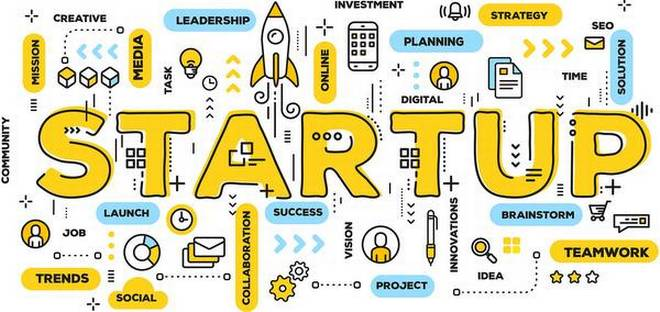 CREATIVE
LEADERSHIP
INVESTMENT
STRATEGY
SEO
MISSION
MEDIA
TASK
ONLINE
PLANNING
SOLUTION
TIME
DIGITAL
COMMUNITY
STARTUP
LAUNCH
SUCCESS
BRAINSTORM
JOB
COLLABORATION
VISION
INNOVATIONS
TEAMWORK
TRENDS
SOCIAL
PROJECT
IDEA